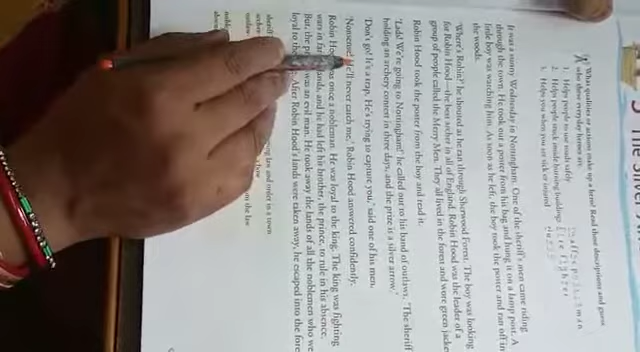 What qualities or actions make up a hero? Read these descriptions and guess
who these everyday heroes are.
1. Helps people to use roads safely
2. Helps people stuck inside burning buildings
3. Helps you when you are sick or injured
It was a sunny Wednesday in Nottingham. One of the sheriff's men came riding
through the town. He took out a poster from his bag and hung it on a lamp post. A
little boy was watching him. As soon as he left, the boy took the poster and ran off in
the woods.
'Where's Robin?' he shouted as he ran through Sherwood Forest. The boy was looking
for Robin Hood—the best archer in all of England. Robin Hood was the leader of a
group of people called the Merry Men. They all lived in the forest and wore green jacke
Robin Hood took the poster from the boy and read it.
'Lads! We're going to Nottingham!' he called out to his band of outlaws. 'The sheriff
holding an archery contest in three days, and the prize is a silver arrow.'
'Don't go! It's a trap. He's trying to capture you,' said one of his men.
'Nonsense! He'll never catch me,' Robin Hood answered confidently.
Robin Hood was once a nobleman. He was loyal to the king. The king was fighting
wars in far lands, and he had left his brother, the prince, to rule in his absence.
But the was an evil man. He took away the lands of all the noblemen who we
loyal to the After Robin Hood's lands were taken away, he escaped into the fore
law and order in a town
the law